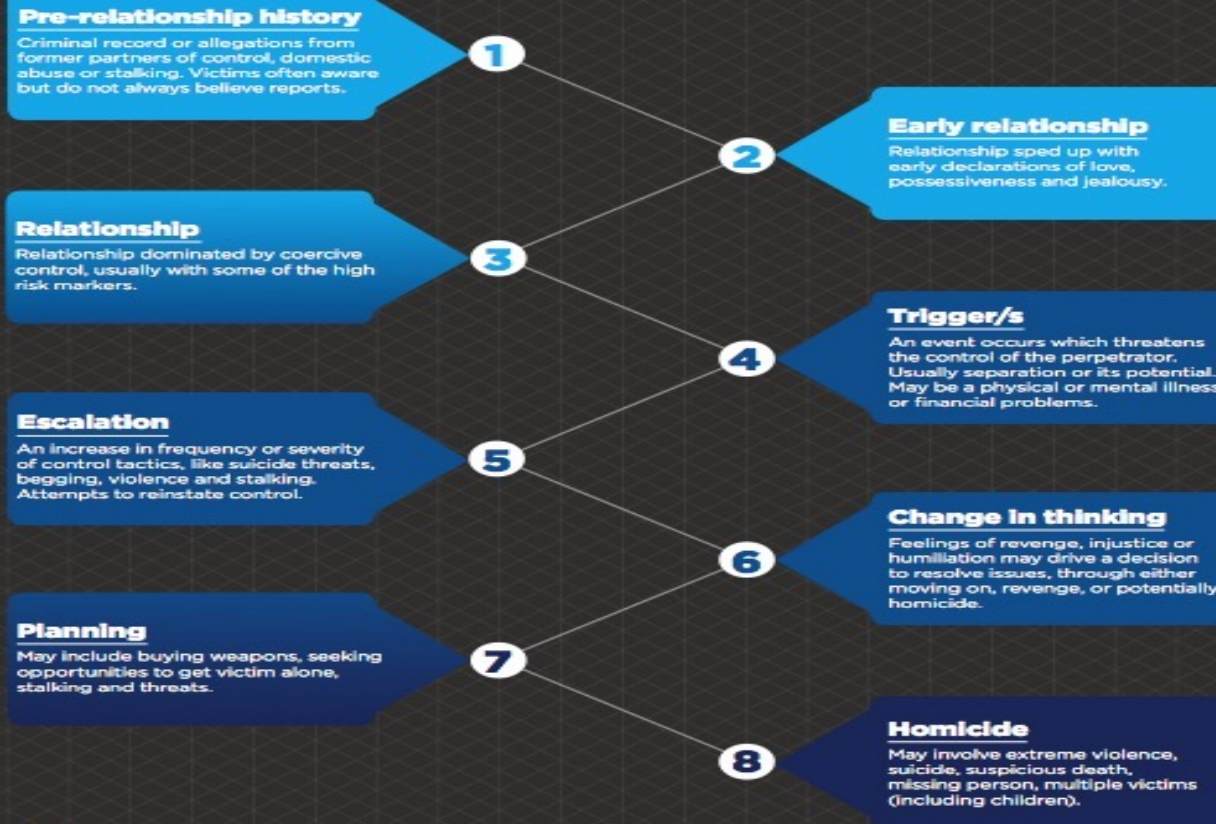 Pre-relationship history
Criminal record or allegations from
former partners of control, domestic
abuse or stalking. Victims often aware
but do not always believe reports.
1
2
Early relationship
Relationship sped up with
early declarations of love,
possessiveness and jealousy.
Relationship
Relationship dominated by coercive
control, usually with some of the high
risk markers.
3
4
Trigger/s
An event occurs which threatens
the control of the perpetrator.
Usually separation or its potential.
May be a physical or mental illness
or financial problems.
Escalation
An increase in frequency or severity
of control tactics, like suicide threats,
begging, violence and stalking.
Attempts to reinstate control.
5
6
Change in thinking
Feelings of revenge, injustice or
humiliation may drive a decision
to resolve issues, through either
moving on, revenge, or potentially
homicide.
Planning
May include buying weapons, seeking
opportunities to get victim alone,
stalking and threats.
7
8
Homicide
May involve extreme violence,
suicide, suspicious death,
missing person, multiple victims
(including children).